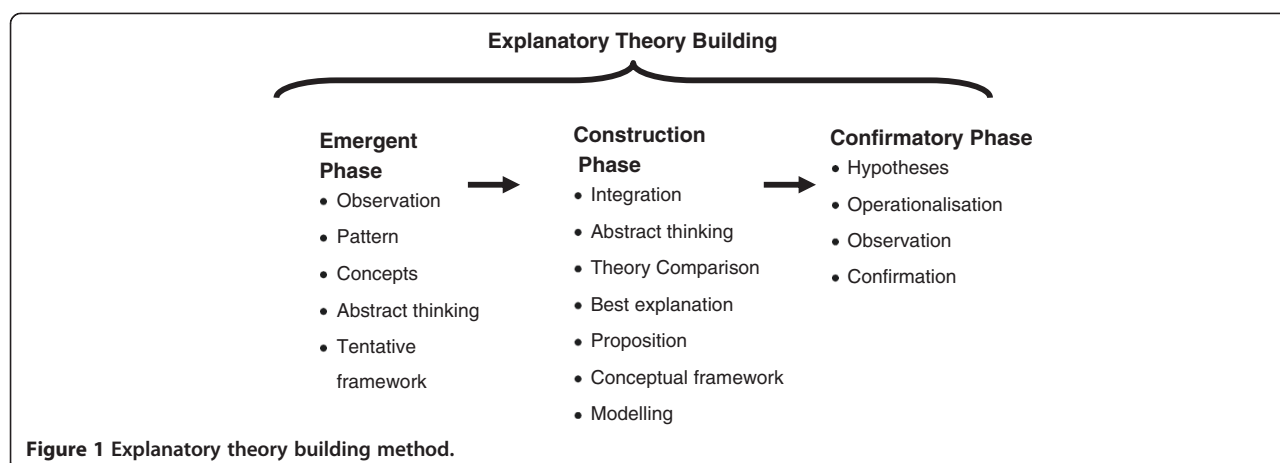 Explanatory Theory Building
Emergent
Phase
• Observation
• Pattern
• Concepts
• Abstract thinking
• Tentative
framework
Construction
Phase
• Integration
• Abstract thinking
• Theory Comparison
• Best explanation
• Proposition
• Conceptual framework
• Modelling
Confirmatory Phase
• Hypotheses
• Operationalisation
• Observation
• Confirmation
Figure 1 Explanatory theory building method.